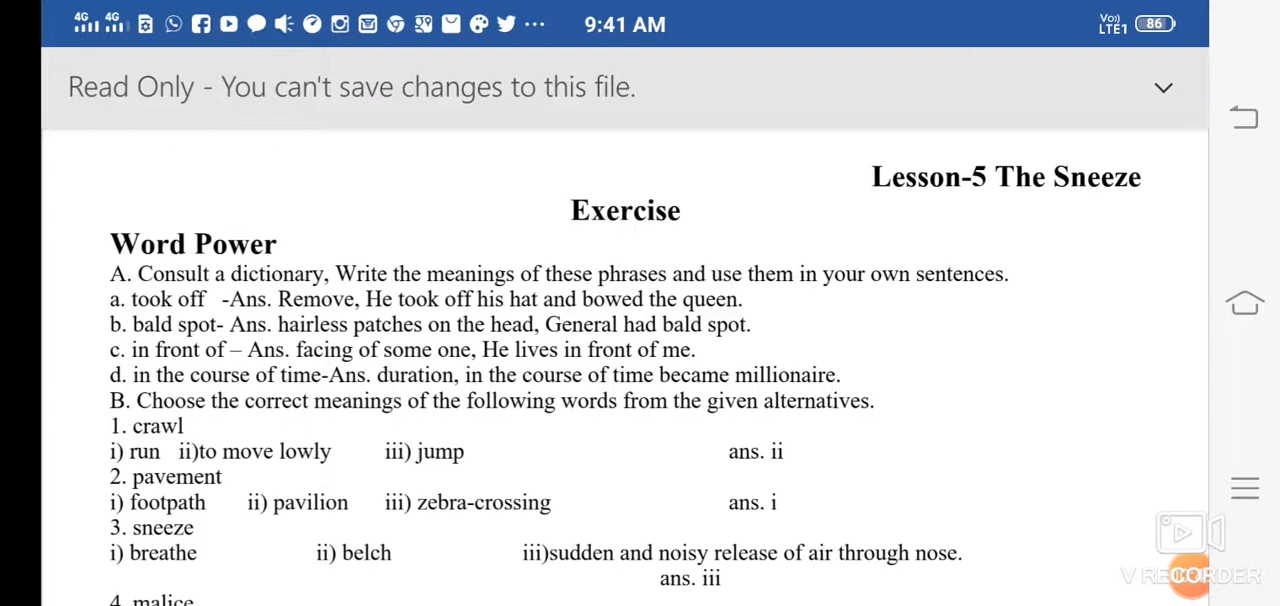 4G 4G 9:41 AM Vo)) LTE1 86
Read Only - You can't save changes to this file.
Lesson-5 The Sneeze
Exercise
Word Power
A. Consult a dictionary, Write the meanings of these phrases and use them in your own sentences.
a. took off -Ans. Remove, He took off his hat and bowed the queen.
b. bald spot- Ans. hairless patches on the head, General had bald spot.
c. in front of – Ans. facing of some one, He lives in front of me.
d. in the course of time-Ans. duration, in the course of time became millionaire.
B. Choose the correct meanings of the following words from the given alternatives.
1. crawl
i) run ii)to move lowly iii) jump ans. ii
2. pavement
i) footpath ii) pavilion iii) zebra-crossing ans. i
3. sneeze
i) breathe ii) belch iii)sudden and noisy release of air through nose.
ans. iii
4. malice
V RECORDER